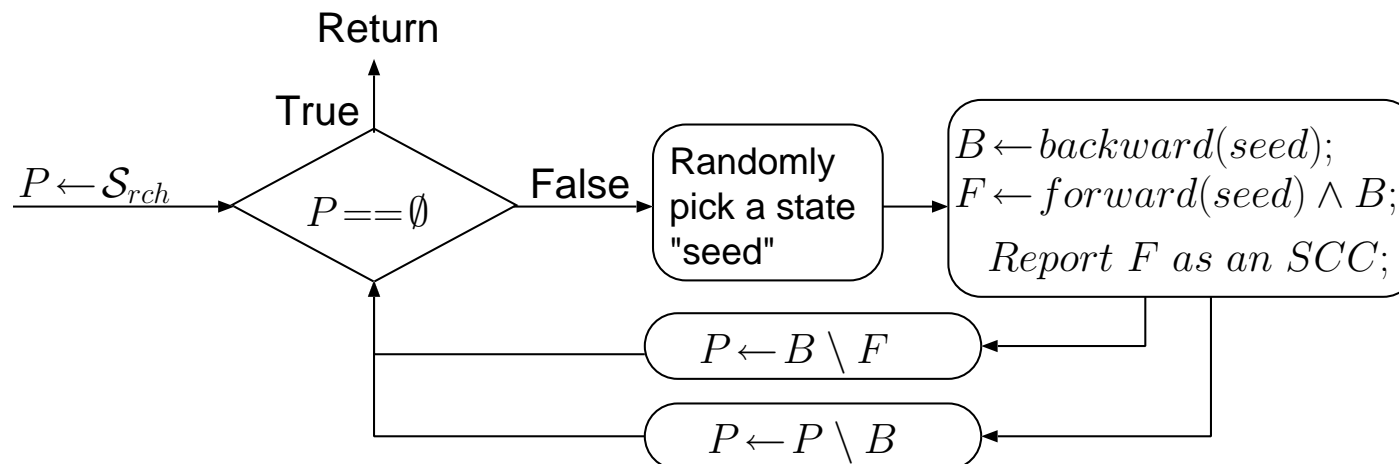 Return
True
P ← 𝒮_rch
P == ∅
False
Randomly
pick a state
"seed"
B ← backward(seed);
F ← forward(seed) ∧ B;
Report F as an SCC;
P ← B \ F
P ← P \ B